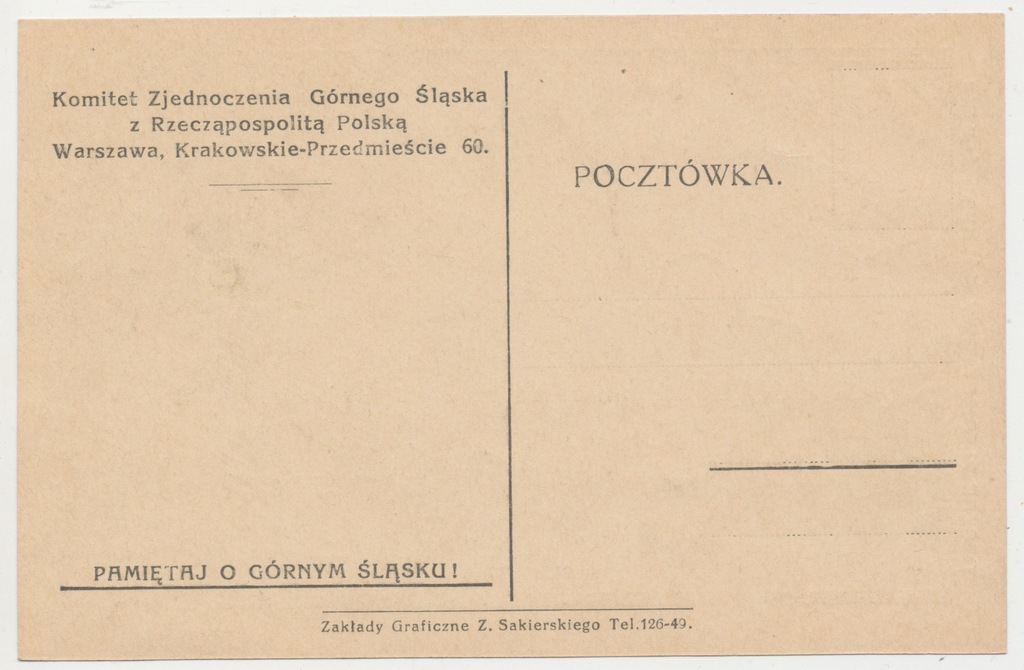 Komitet Zjednoczenia Górnego Śląska
z Rzecząpospolitą Polską
Warszawa, Krakowskie-Przedmieście 60.
POCZTÓWKA.
PAMIĘTAJ O GÓRNYM ŚLĄSKU!
Zakłady Graficzne Z. Sakierskiego Tel.126-49.